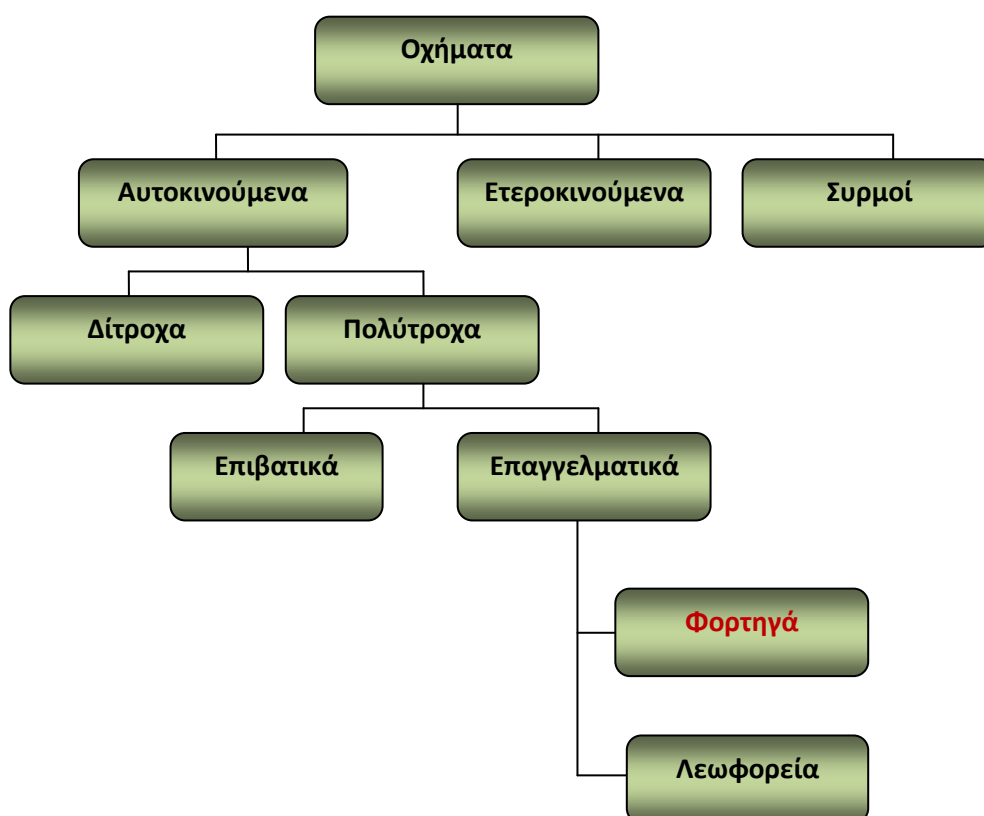 Οχήματα
Αυτοκινούμενα
Ετεροκινούμενα
Συρμοί
Δίτροχα
Πολύτροχα
Επιβατικά
Επαγγελματικά
Φορτηγά
Λεωφορεία